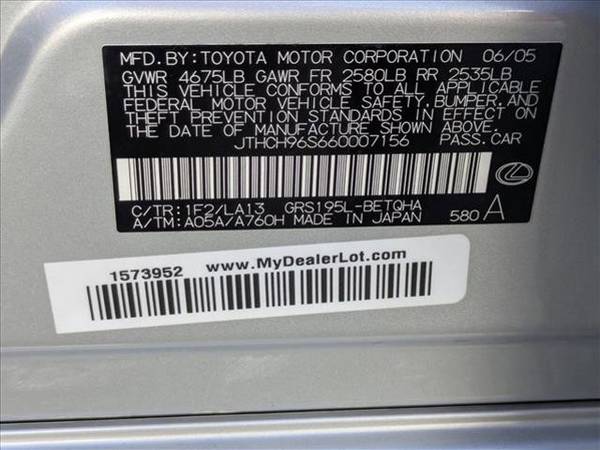 MFD.BY:TOYOTA MOTOR CORPORATION 06/05
GVWR 4675LB GAWR FR 2580LB RR 2535LB
THIS VEHICLE CONFORMS TO ALL APPLICABLE
FEDERAL MOTOR VEHICLE SAFETY,BUMPER,AND
THEFT PREVENTION STANDARDS IN EFFECT ON
THE DATE OF MANUFACTURE SHOWN ABOVE.
JTHCH96S660007156 PASS.CAR
C/TR:1F2/LA13 GRS195L-BETQHA
A/TM:A05A/A760H MADE IN JAPAN 580 A
1573952 www.MyDealerLot.com